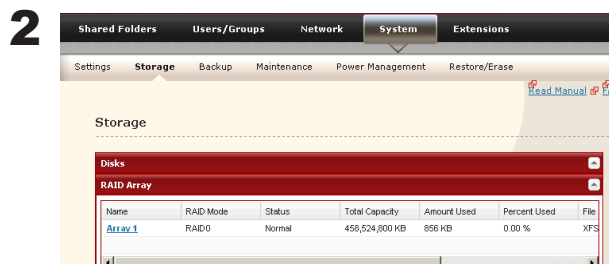 2
Shared Folders Users/Groups Network System Extensions
Settings Storage Backup Maintenance Power Management Restore/Erase
Read Manual
Storage
Disks
RAID Array
Name RAID Mode Status Total Capacity Amount Used Percent Used File
Array 1 RAID0 Normal 458,524,800 KB 856 KB 0.00 % XFS